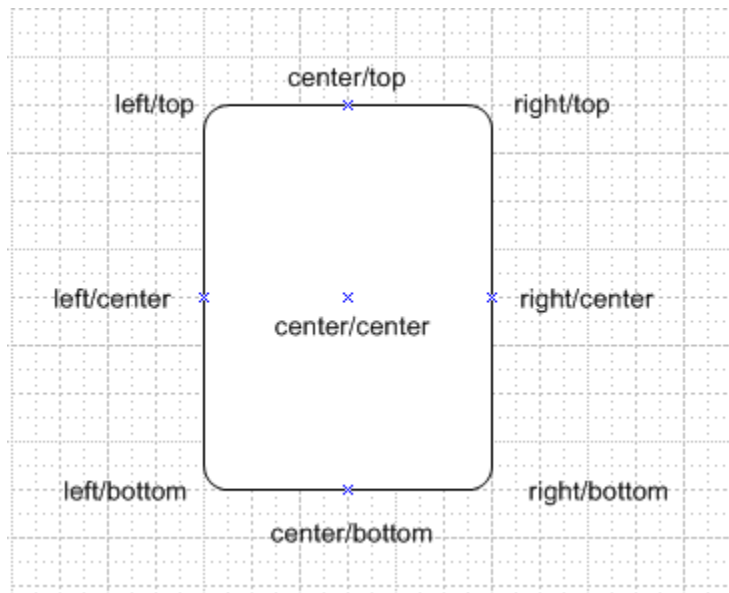 center/top
left/top
right/top
left/center
right/center
center/center
left/bottom
right/bottom
center/bottom